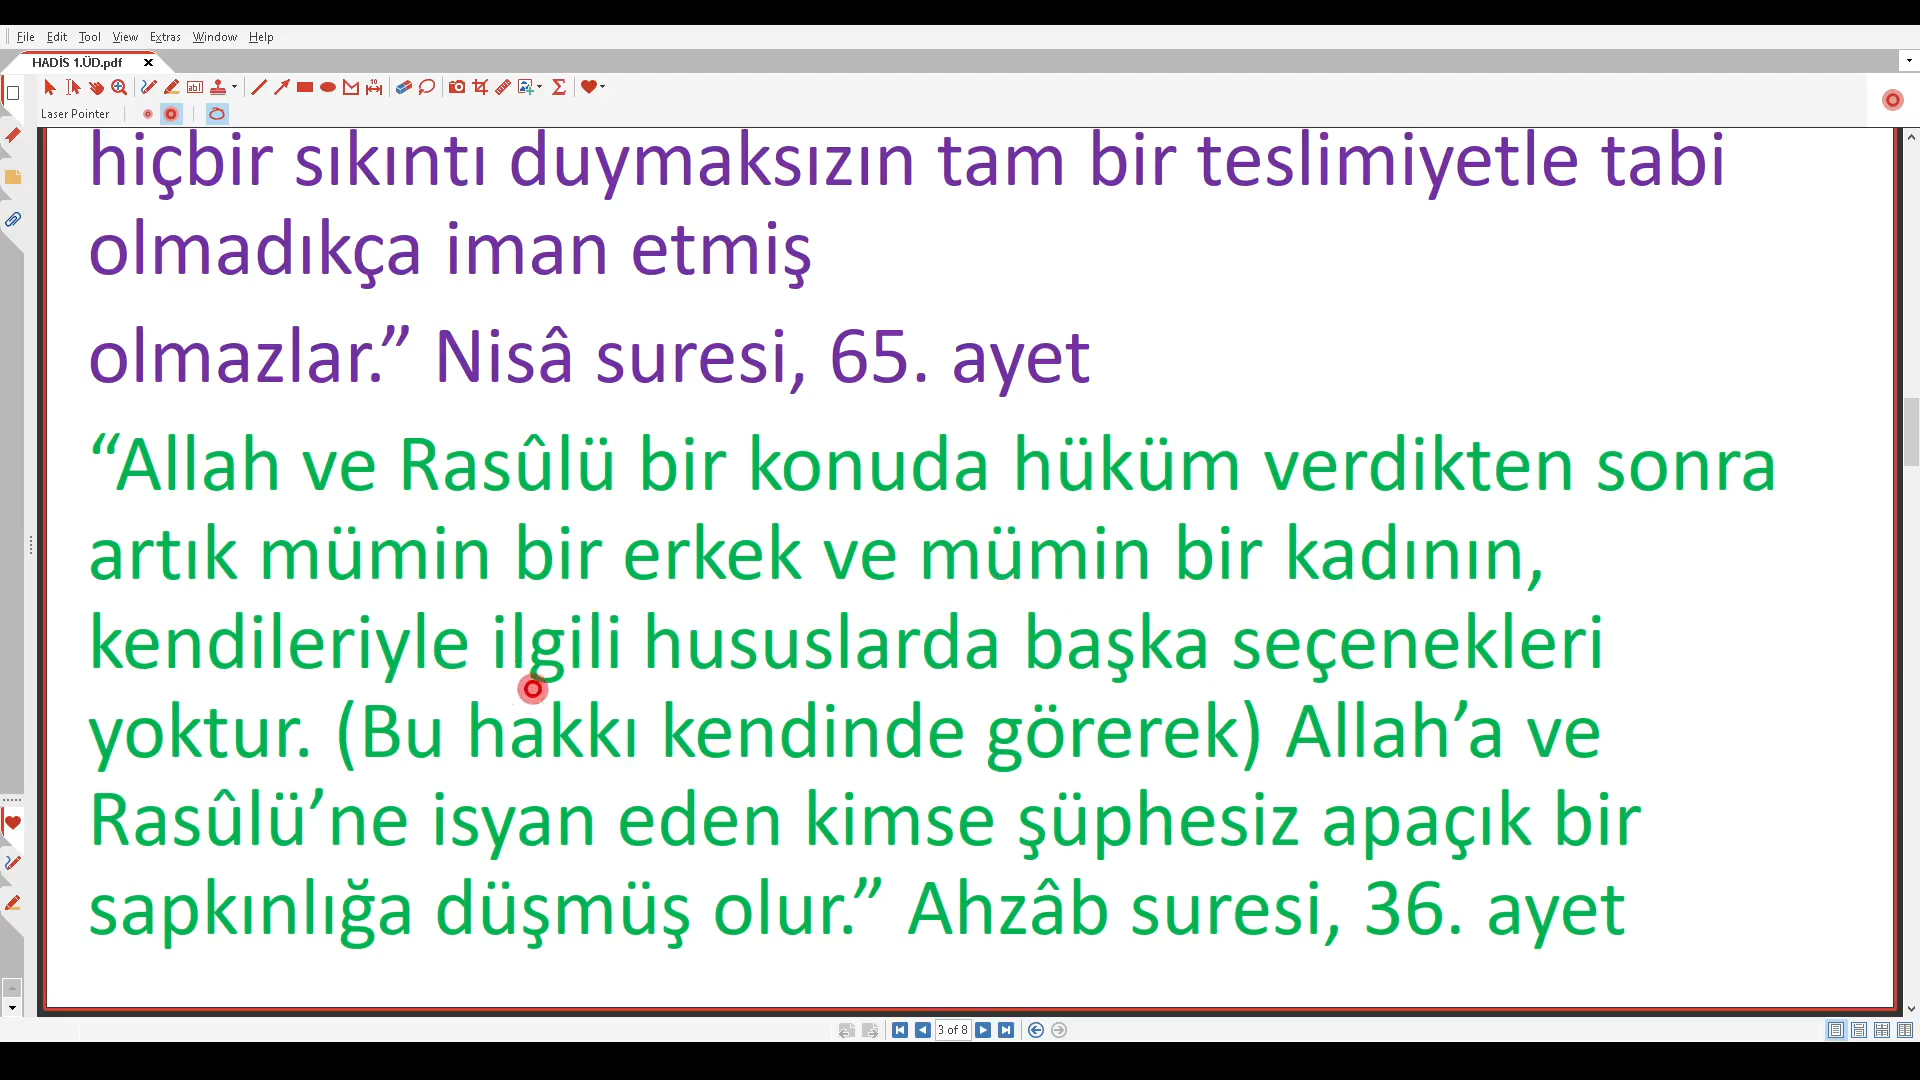 File Edit Tool View Extras Window Help
HADİS 1.ÜD.pdf
Laser Pointer
hiçbir sıkıntı duymaksızın tam bir teslimiyetle tabi
olmadıkça iman etmiş
olmazlar.” Nisâ suresi, 65. ayet
“Allah ve Rasûlü bir konuda hüküm verdikten sonra
artık mümin bir erkek ve mümin bir kadının,
kendileriyle ilgili hususlarda başka seçenekleri
yoktur. (Bu hakkı kendinde görerek) Allah’a ve
Rasûlü’ne isyan eden kimse şüphesiz apaçık bir
sapkınlığa düşmüş olur.” Ahzâb suresi, 36. ayet
3 of 8